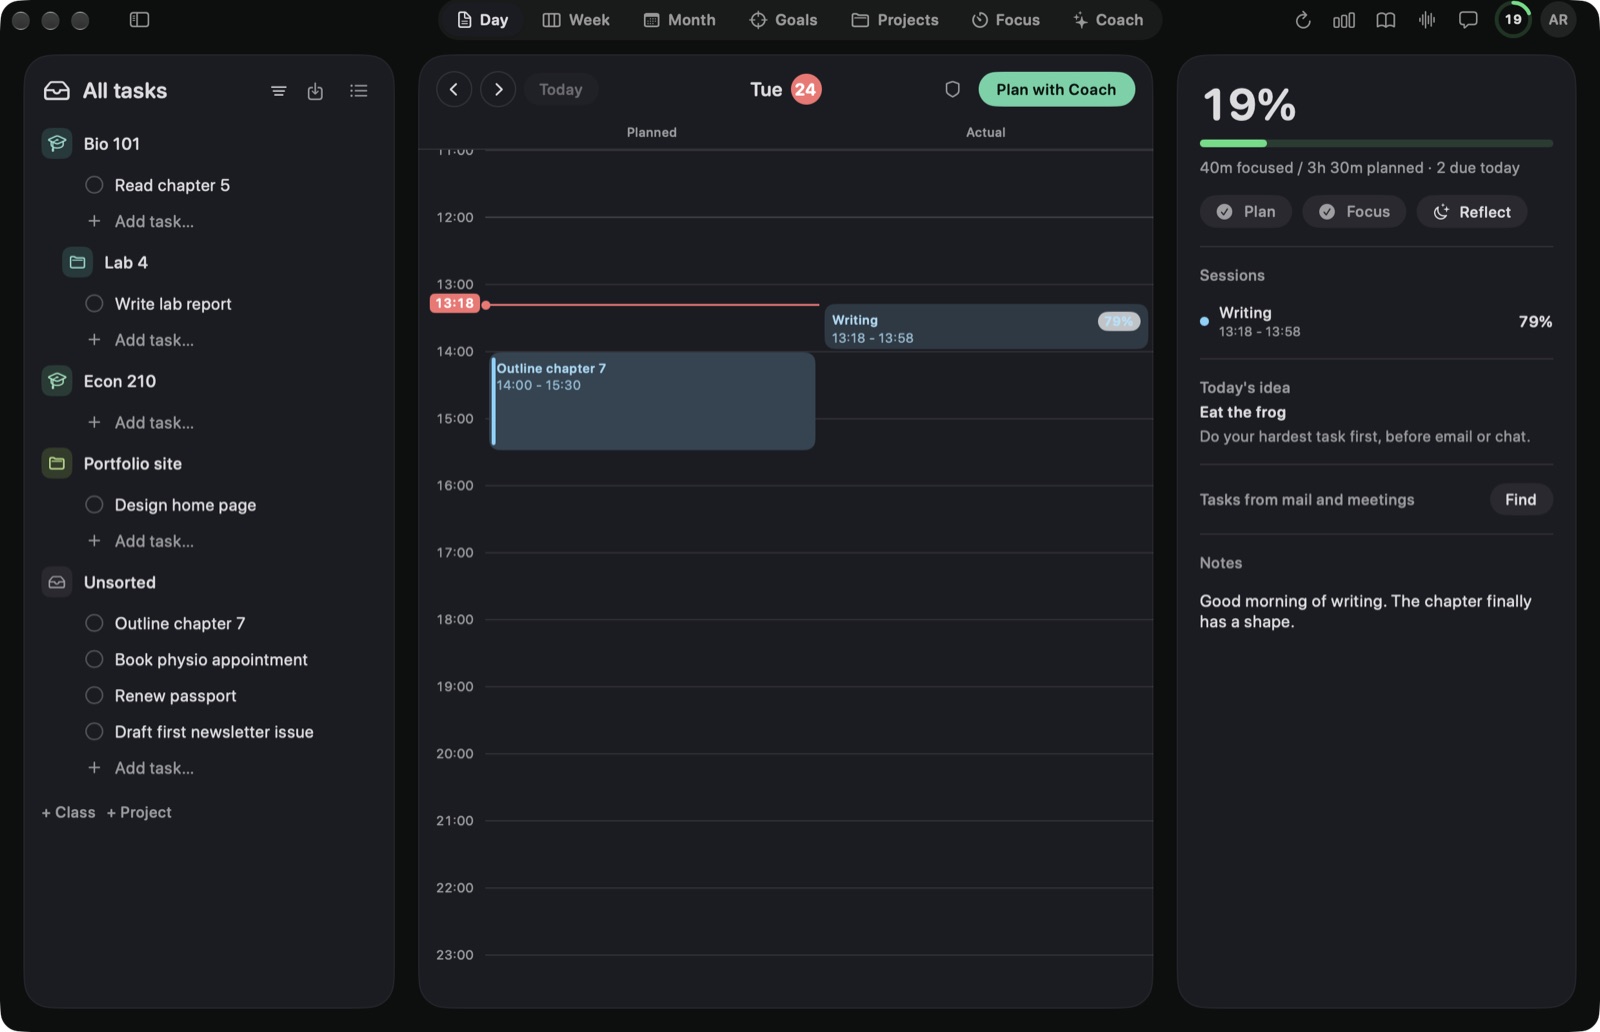 Day
Week
Month
Goals
Projects
Focus
Coach
19
AR
All tasks
Bio 101
Read chapter 5
+ Add task...
Lab 4
Write lab report
+ Add task...
Econ 210
+ Add task...
Portfolio site
Design home page
+ Add task...
Unsorted
Outline chapter 7
Book physio appointment
Renew passport
Draft first newsletter issue
+ Add task...
+ Class + Project
Today
Tue 24
Plan with Coach
Planned
Actual
11:00
12:00
13:00
13:18
Writing
79%
13:18 - 13:58
14:00
Outline chapter 7
14:00 - 15:30
15:00
16:00
17:00
18:00
19:00
20:00
21:00
22:00
23:00
19%
40m focused / 3h 30m planned · 2 due today
Plan
Focus
Reflect
Sessions
Writing
13:18 - 13:58
79%
Today's idea
Eat the frog
Do your hardest task first, before email or chat.
Tasks from mail and meetings
Find
Notes
Good morning of writing. The chapter finally
has a shape.